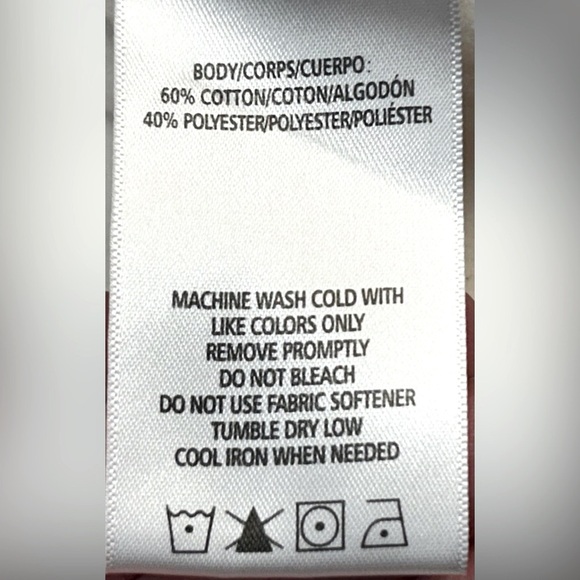 BODY/CORPS/CUERPO:
60% COTTON/COTON/ALGODÓN
40% POLYESTER/POLYESTER/POLIÉSTER
MACHINE WASH COLD WITH
LIKE COLORS ONLY
REMOVE PROMPTLY
DO NOT BLEACH
DO NOT USE FABRIC SOFTENER
TUMBLE DRY LOW
COOL IRON WHEN NEEDED